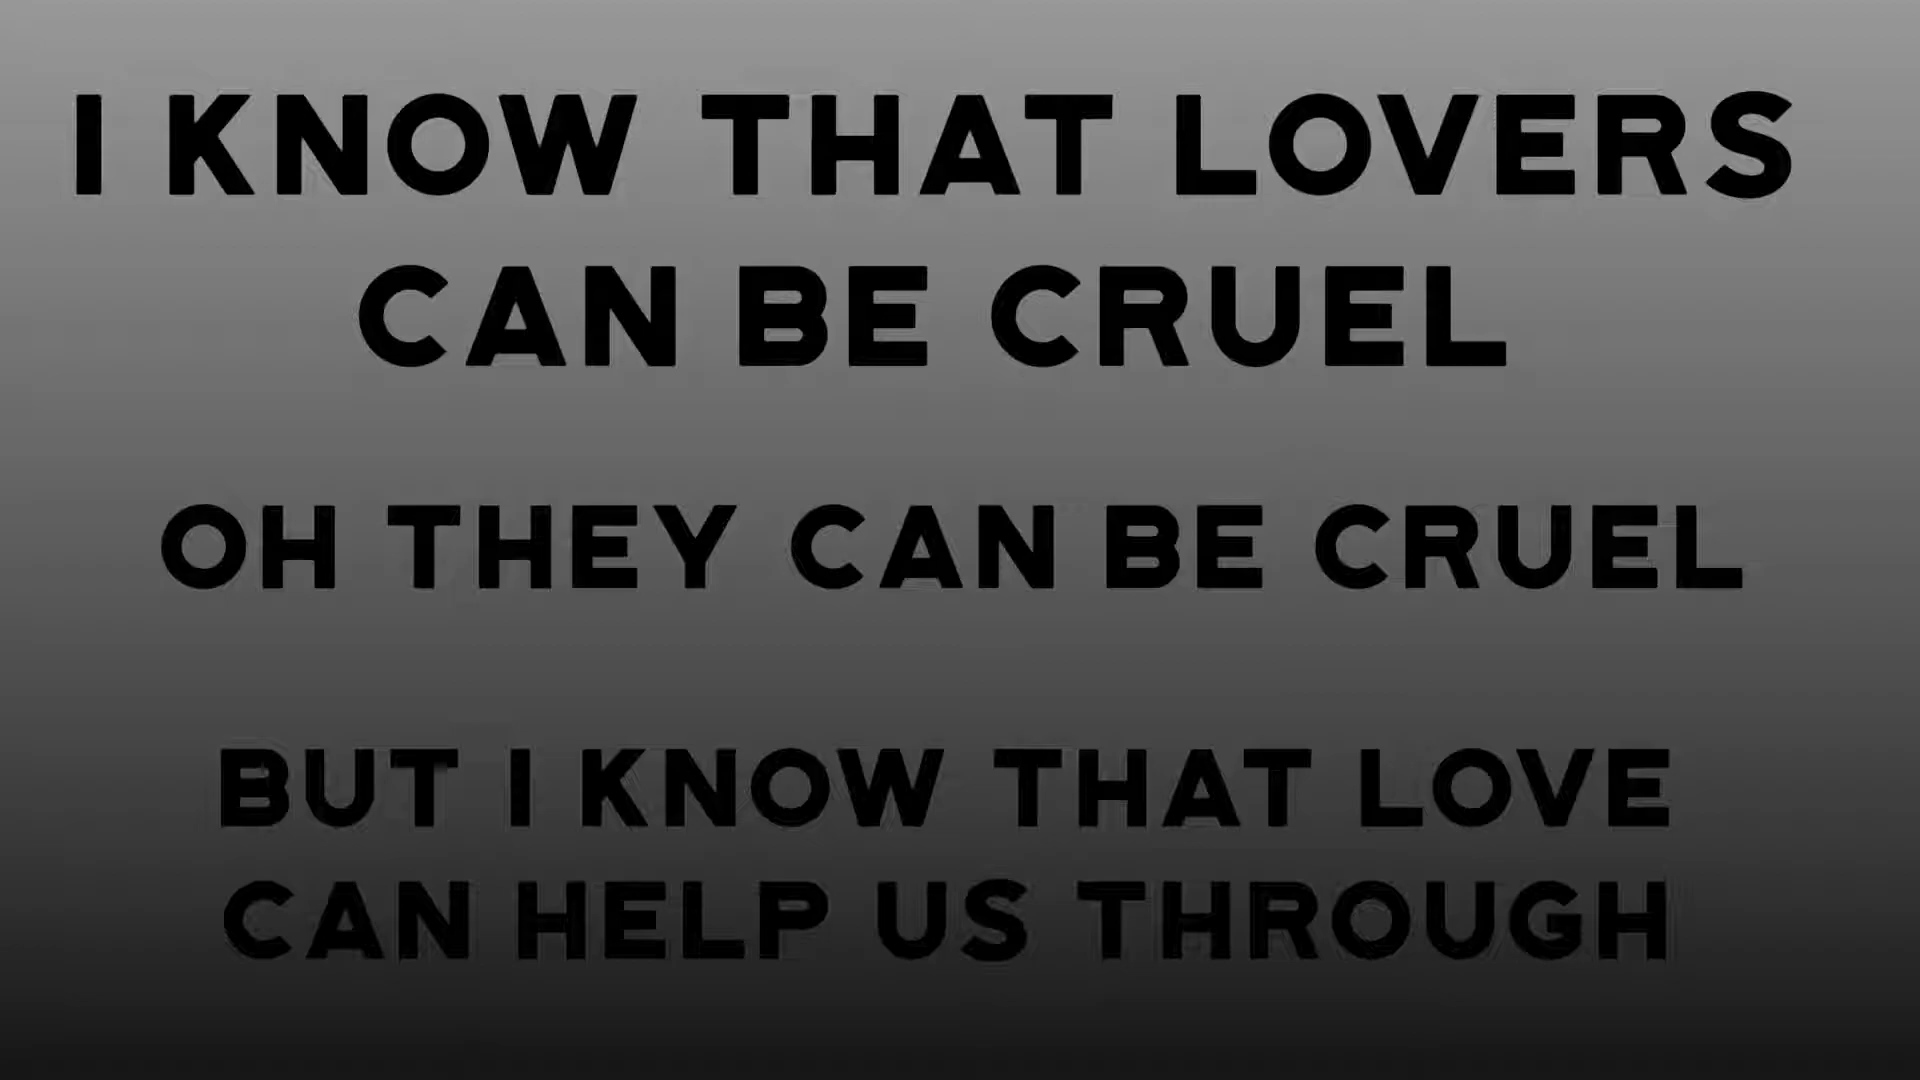 I KNOW THAT LOVERS
CAN BE CRUEL
OH THEY CAN BE CRUEL
BUT I KNOW THAT LOVE
CAN HELP US THROUGH